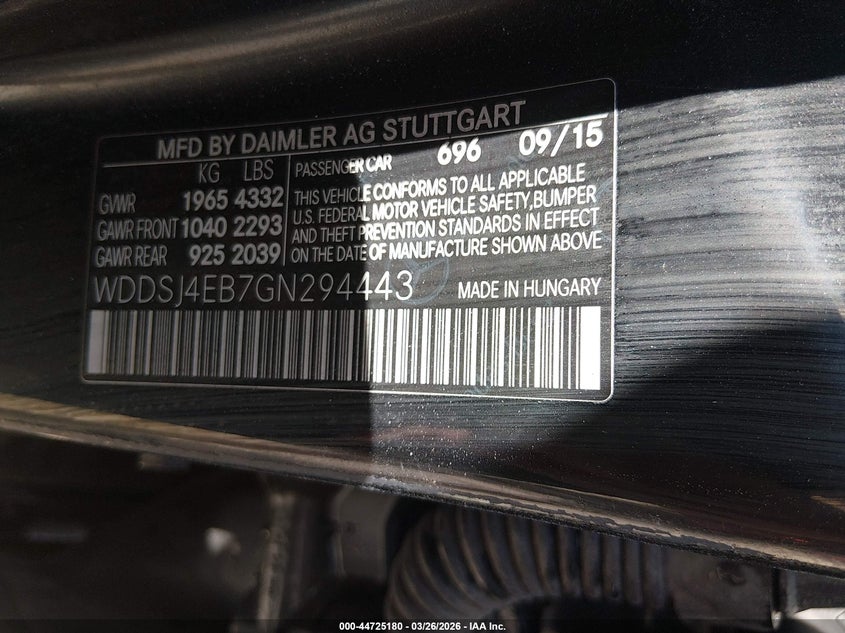 MFD BY DAIMLER AG STUTTGART
KG LBS
GVWR 1965 4332
GAWR FRONT 1040 2293
GAWR REAR 925 2039
PASSENGER CAR 696 09/15
THIS VEHICLE CONFORMS TO ALL APPLICABLE
U.S. FEDERAL MOTOR VEHICLE SAFETY,BUMPER
AND THEFT PREVENTION STANDARDS IN EFFECT
ON THE DATE OF MANUFACTURE SHOWN ABOVE
WDDSJ4EB7GN294443 MADE IN HUNGARY
000-44725180 - 03/26/2026 - IAA Inc.